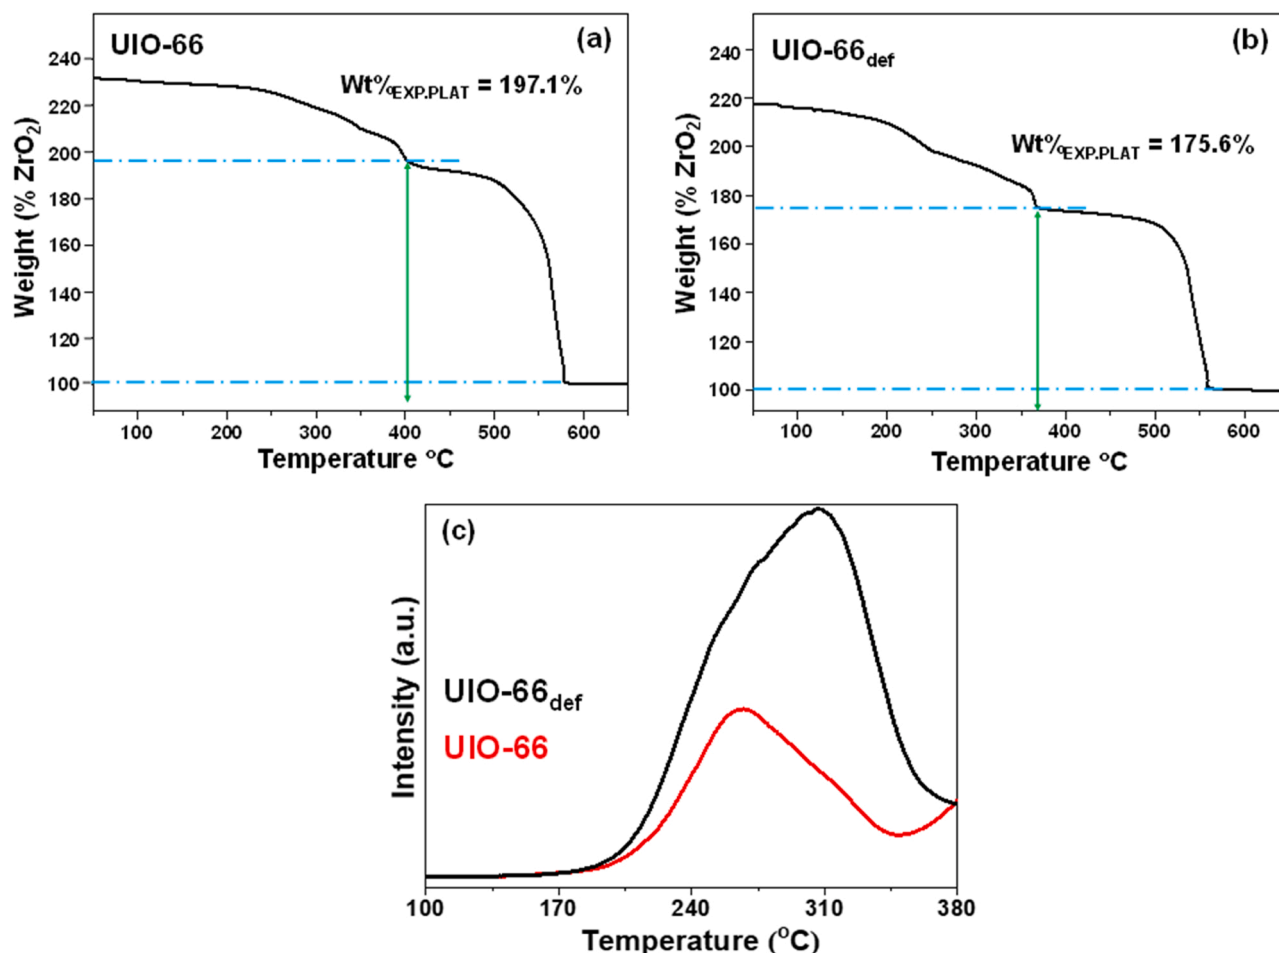 UIO-66
(a)
Wt%EXP.PLAT = 197.1%
Weight (% ZrO2)
240
220
200
180
160
140
120
100
100 200 300 400 500 600
Temperature ºC
UIO-66def
(b)
Wt%EXP.PLAT = 175.6%
Weight (% ZrO2)
240
220
200
180
160
140
120
100
100 200 300 400 500 600
Temperature ºC
(c)
Intensity (a.u.)
UIO-66def
UIO-66
100 170 240 310 380
Temperature (ºC)